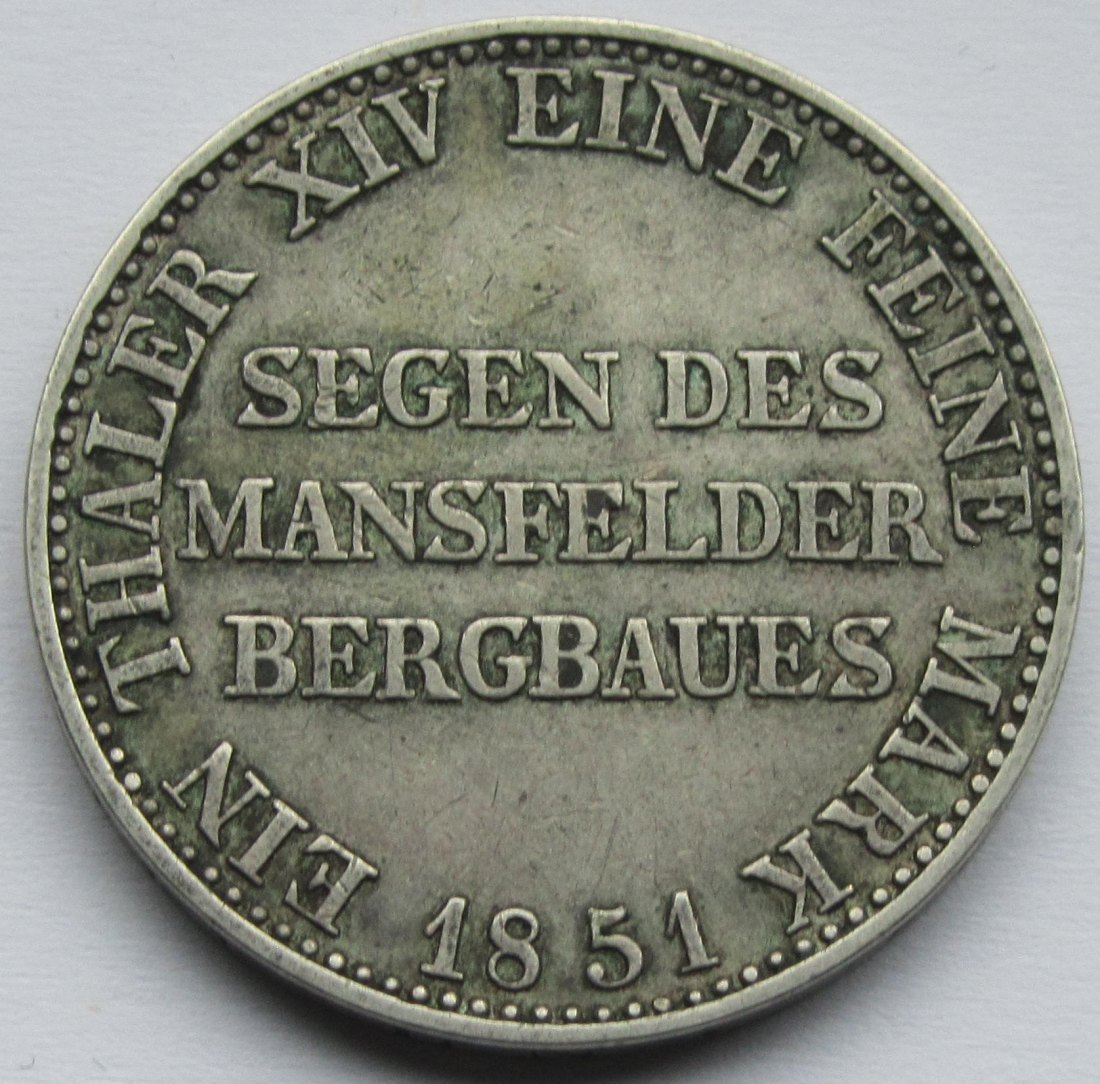 EIN THALER XIV EINE FEINE MARK
SEGEN DES
MANSFELDER
BERGBAUES
1851